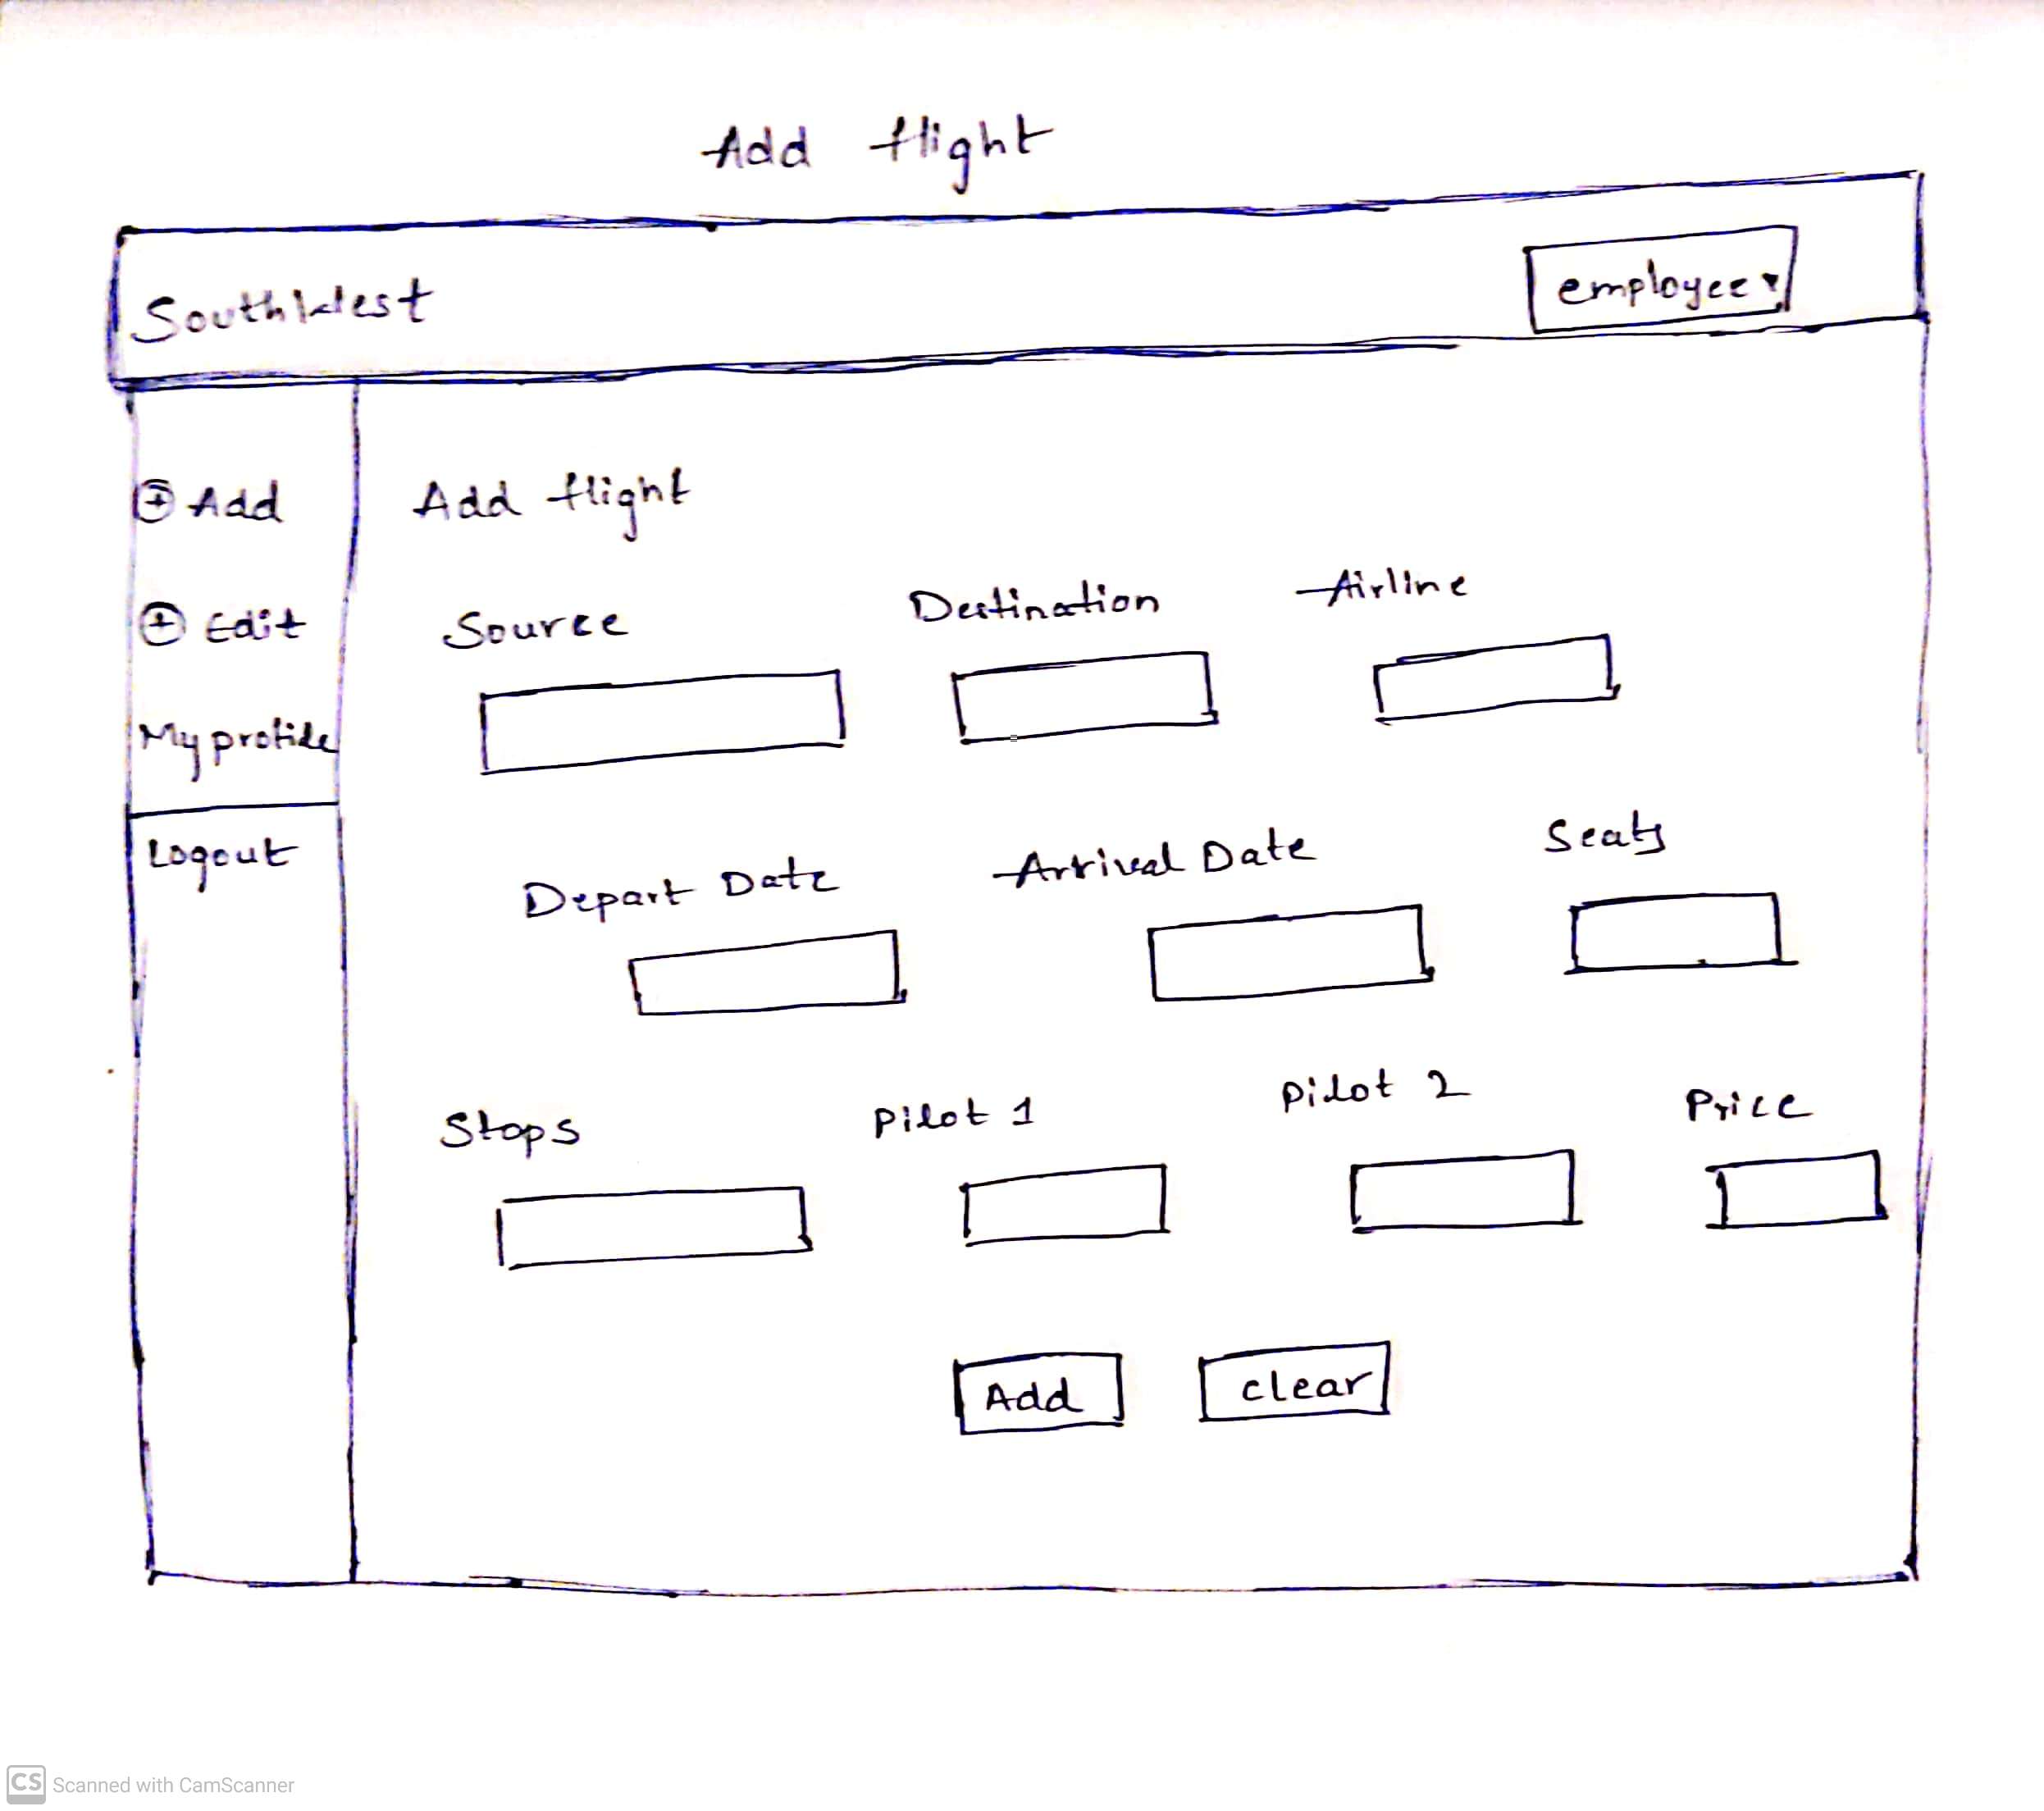 Add flight
SouthWest
employee ▾
⊕ Add
Add flight
⊕ Edit
Source
Destination
Airline
My profile
Logout
Depart Date
Arrival Date
Seats
Stops
Pilot 1
Pilot 2
Price
Add
clear
CS Scanned with CamScanner